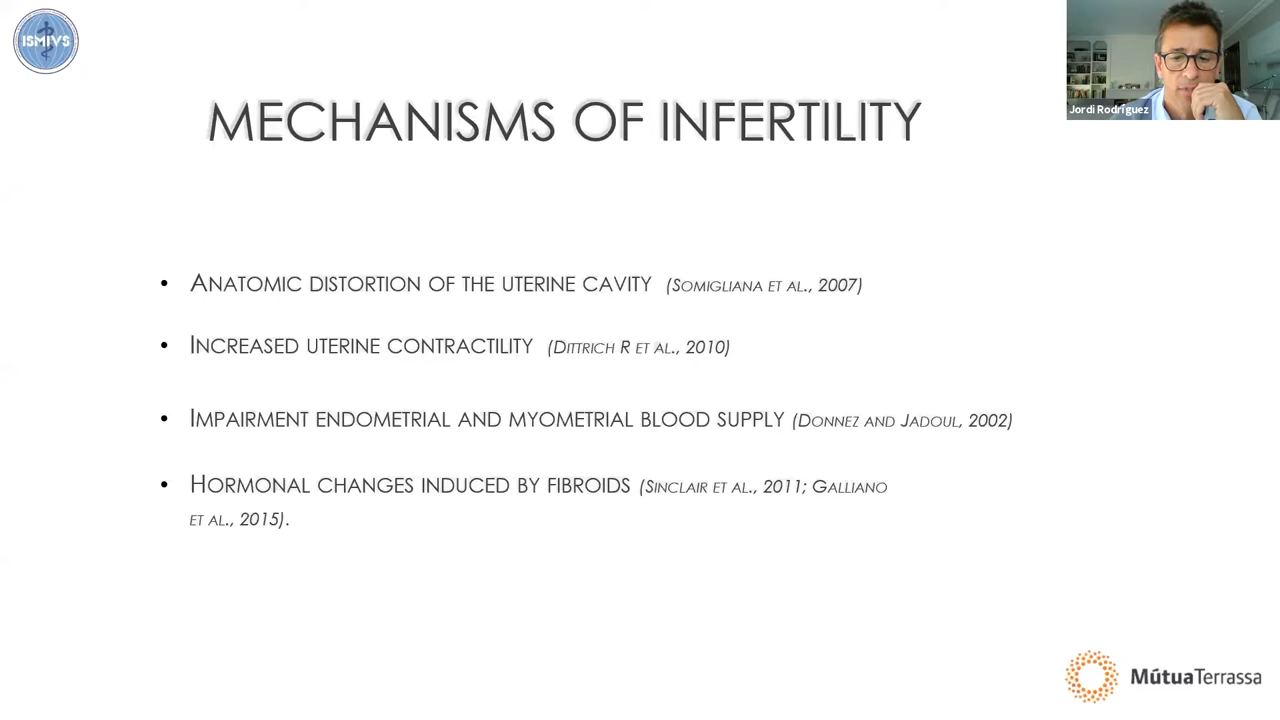 ISMIVS
Jordi Rodríguez
MECHANISMS OF INFERTILITY
• ANATOMIC DISTORTION OF THE UTERINE CAVITY (SOMIGLIANA ET AL., 2007)
• INCREASED UTERINE CONTRACTILITY (DITTRICH R ET AL., 2010)
• IMPAIRMENT ENDOMETRIAL AND MYOMETRIAL BLOOD SUPPLY (DONNEZ AND JADOUL, 2002)
• HORMONAL CHANGES INDUCED BY FIBROIDS (SINCLAIR ET AL., 2011; GALLIANO
ET AL., 2015).
MútuaTerrassa